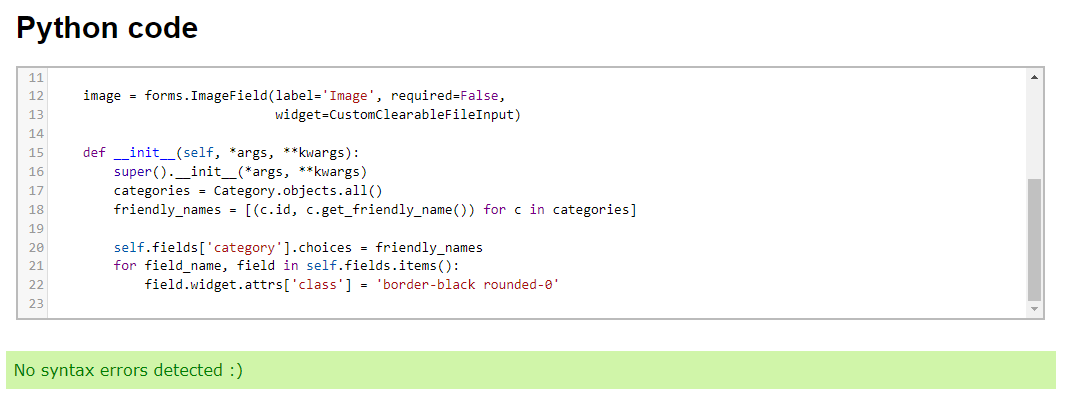 Python code
11
12 image = forms.ImageField(label='Image', required=False,
13 widget=CustomClearableFileInput)
14
15 def __init__(self, *args, **kwargs):
16 super().__init__(*args, **kwargs)
17 categories = Category.objects.all()
18 friendly_names = [(c.id, c.get_friendly_name()) for c in categories]
19
20 self.fields['category'].choices = friendly_names
21 for field_name, field in self.fields.items():
22 field.widget.attrs['class'] = 'border-black rounded-0'
23
No syntax errors detected :)